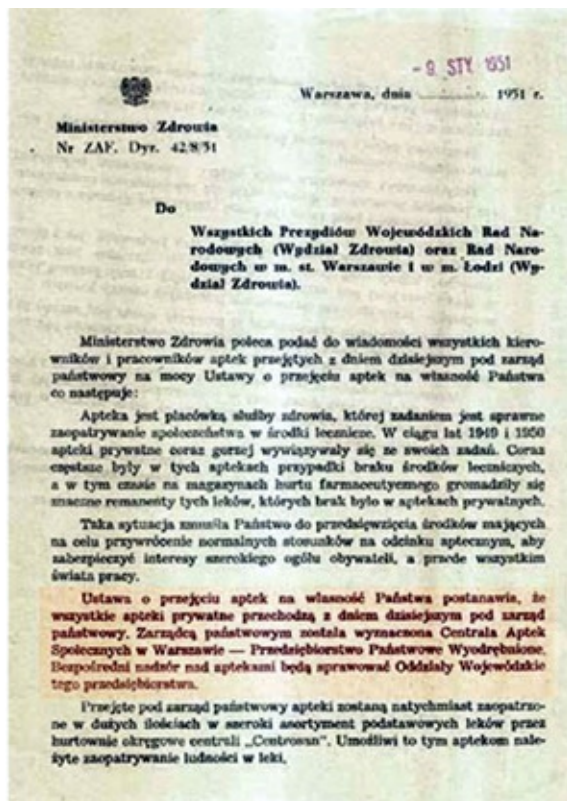 - 9 STY 1951
Warszawa, dnia ............ 1951 r.
Ministerstwo Zdrowia
Nr ZAF. Dyr. 42/8/51
Do
Wszystkich Prezydiów Wojewódzkich Rad Na-
rodowych (Wydział Zdrowia) oraz Rad Naro-
dowych w m. st. Warszawie i w m. Łodzi (Wy-
dział Zdrowia).
Ministerstwo Zdrowia poleca podać do wiadomości wszystkich kiero-
wników i pracowników aptek przejętych z dniem dzisiejszym pod zarząd
państwowy na mocy Ustawy o przejęciu aptek na własność Państwa
co następuje:
Apteka jest placówką służby zdrowia, której zadaniem jest sprawne
zaopatrywanie społeczeństwa w środki lecznicze. W ciągu lat 1949 i 1950
apteki prywatne coraz gorzej wywiązywały się ze swoich zadań. Coraz
częstsze były w tych aptekach przypadki braku środków leczniczych,
a w tym czasie na magazynach hurtu farmaceutycznego gromadziły się
znaczne remanenty tych leków, których brak było w aptekach prywatnych.
Taka sytuacja zmusiła Państwo do przedsięwzięcia środków mających
na celu przywrócenie normalnych stosunków na odcinku aptecznym, aby
zabezpieczyć interesy szerokiego ogółu obywateli, a przede wszystkim
świata pracy.
Ustawa o przejęciu aptek na własność Państwa postanawia, że
wszystkie apteki prywatne przechodzą z dniem dzisiejszym pod zarząd
państwowy. Zarządcą państwowym została wyznaczona Centrala Aptek
Społecznych w Warszawie — Przedsiębiorstwo Państwowe Wyodrębnione.
Bezpośredni nadzór nad aptekami będą sprawować Oddziały Wojewódzkie
tego przedsiębiorstwa.
Przejęte pod zarząd państwowy apteki zostaną natychmiast zaopatrzo-
ne w dużych ilościach w szeroki asortyment podstawowych leków przez
hurtownie okręgowe centrali „Centrosan". Umożliwi to tym aptekom nale-
żyte zaopatrywanie ludności w leki.